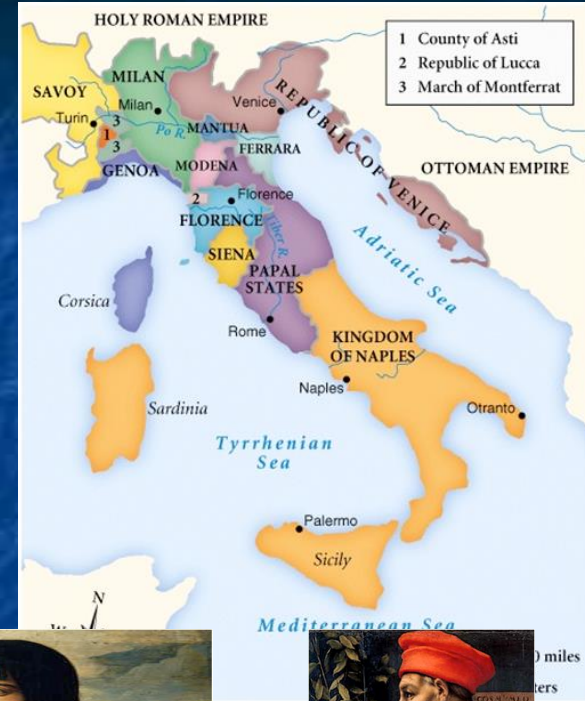 HOLY ROMAN EMPIRE
1 County of Asti
2 Republic of Lucca
3 March of Montferrat
SAVOY
MILAN
Turin
Milan
3
Po R.
1
3
Venice
MANTUA
FERRARA
REPUBLIC OF VENICE
GENOA
MODENA
OTTOMAN EMPIRE
2
Florence
FLORENCE
Tiber R.
SIENA
Adriatic Sea
PAPAL
STATES
Corsica
Rome
KINGDOM
OF NAPLES
Naples
Otranto
Sardinia
Tyrrhenian
Sea
Palermo
Sicily
N
Mediterranean Sea
miles